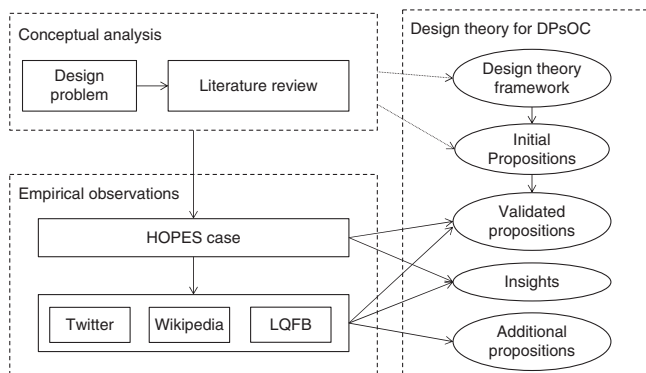 Conceptual analysis
Design
problem
Literature review
Empirical observations
HOPES case
Twitter
Wikipedia
LQFB
Design theory for DPsOC
Design theory
framework
Initial
Propositions
Validated
propositions
Insights
Additional
propositions